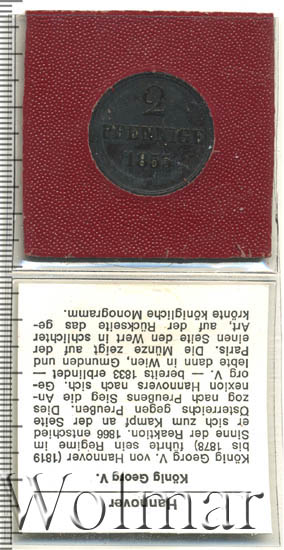 2
PFENNIGE
Hannover
König Georg V.
König Georg V. von Hannover (1819
bis 1878) führte sein Regime im
Sinne der Reaktion. 1866 entschied
er sich zum Kampf an der Seite
Österreichs gegen Preußen. Dies
zog nach Preußens Sieg die An-
nexion Hannovers nach sich. Ge-
org V. — bereits 1833 erblindet —
lebte dann in Wien, Gmunden und
Paris. Die Münze zeigt auf der
einen Seite den Wert in schlichter
Art, auf der Rückseite das ge-
krönte königliche Monogramm.
Wolmar